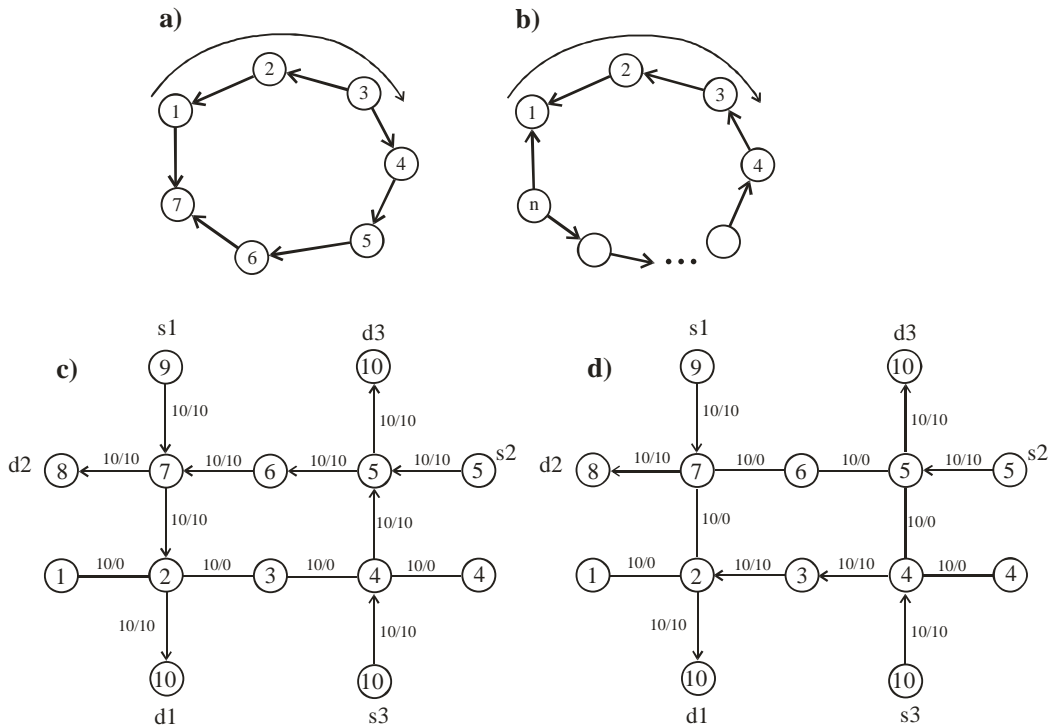 a) b)
2 2
3 3
1 1
4 4
7 n
5
6 • • •
s1 d3 s1 d3
c) 9 10 d) 9 10
10/10 10/10 10/10 10/10
d2 10/10 10/10 10/10 10/10 s2 d2 10/10 10/0 10/0 10/10 s2
8 7 6 5 5 8 7 6 5 5
10/10 10/10 10/0 10/0
10/0 10/0 10/0 10/0 10/0 10/10 10/10 10/0
1 2 3 4 4 1 2 3 4 4
10/10 10/10 10/10 10/10
10 10 10 10
d1 s3 d1 s3